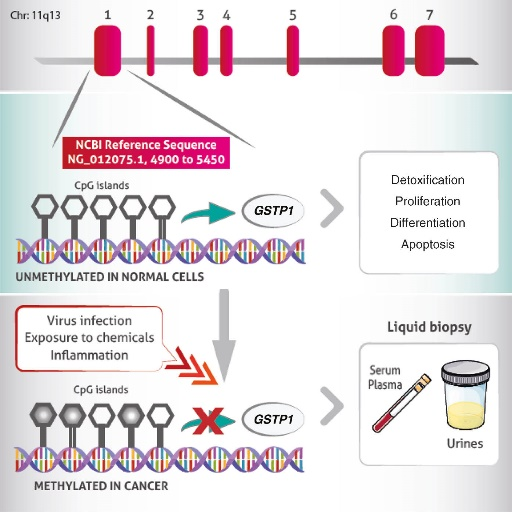 Chr: 11q13
1 2 3 4 5 6 7
NCBI Reference Sequence
NG_012075.1, 4900 to 5450
CpG islands
GSTP1
Detoxification
Proliferation
Differentiation
Apoptosis
UNMETHYLATED IN NORMAL CELLS
Virus infection
Exposure to chemicals
Inflammation
CpG islands
GSTP1
METHYLATED IN CANCER
Liquid biopsy
Serum
Plasma
Urines